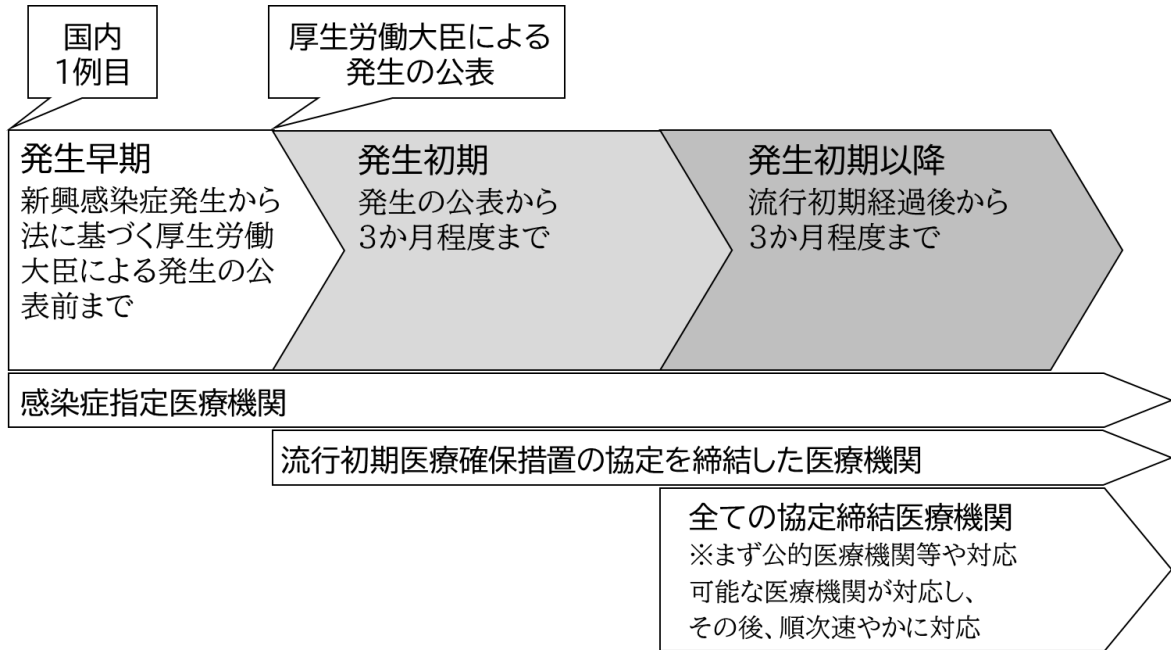 国内
1例目
厚生労働大臣による
発生の公表
発生早期
新興感染症発生から
法に基づく厚生労働
大臣による発生の公
表前まで
発生初期
発生の公表から
3か月程度まで
発生初期以降
流行初期経過後から
3か月程度まで
感染症指定医療機関
流行初期医療確保措置の協定を締結した医療機関
全ての協定締結医療機関
※まず公的医療機関等や対応
可能な医療機関が対応し、
その後、順次速やかに対応